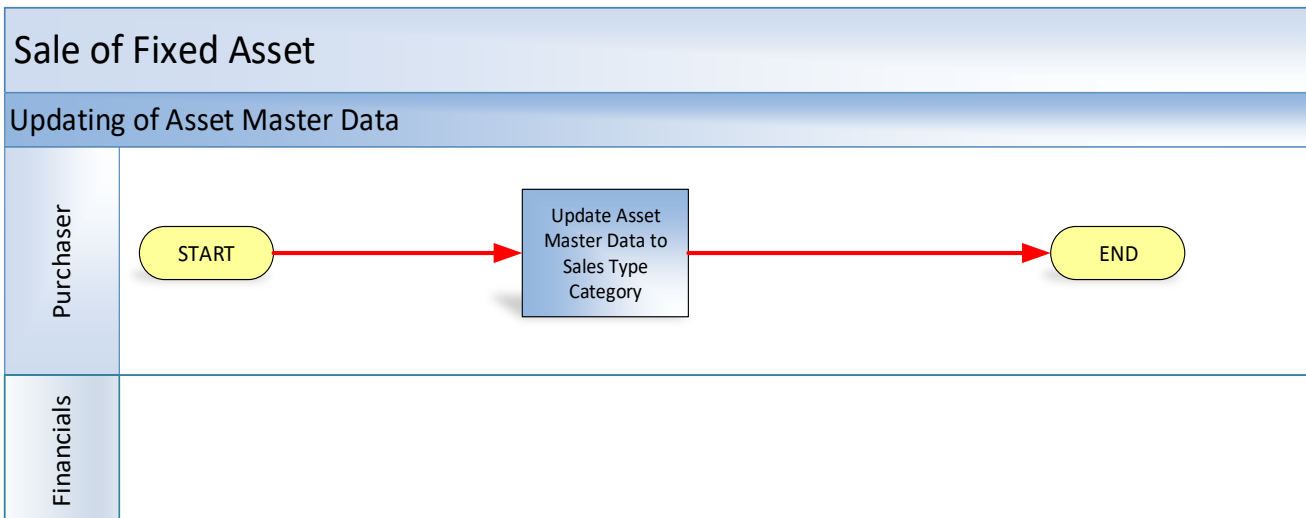 Sale of Fixed Asset
Updating of Asset Master Data
Purchaser
START
Update Asset
Master Data to
Sales Type
Category
END
Financials